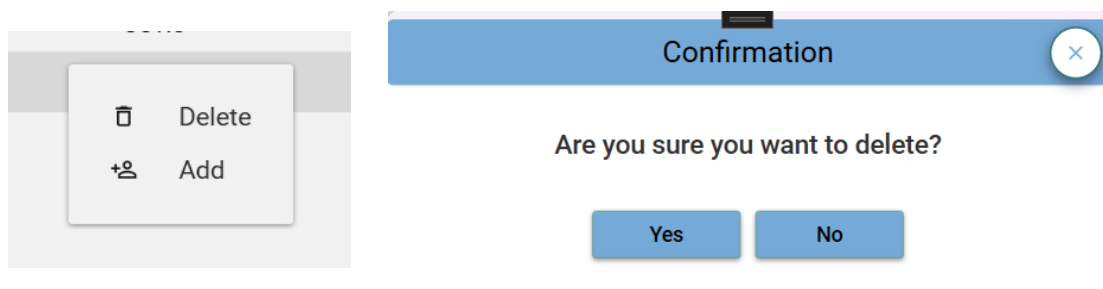 Delete
Add
Confirmation
Are you sure you want to delete?
Yes
No